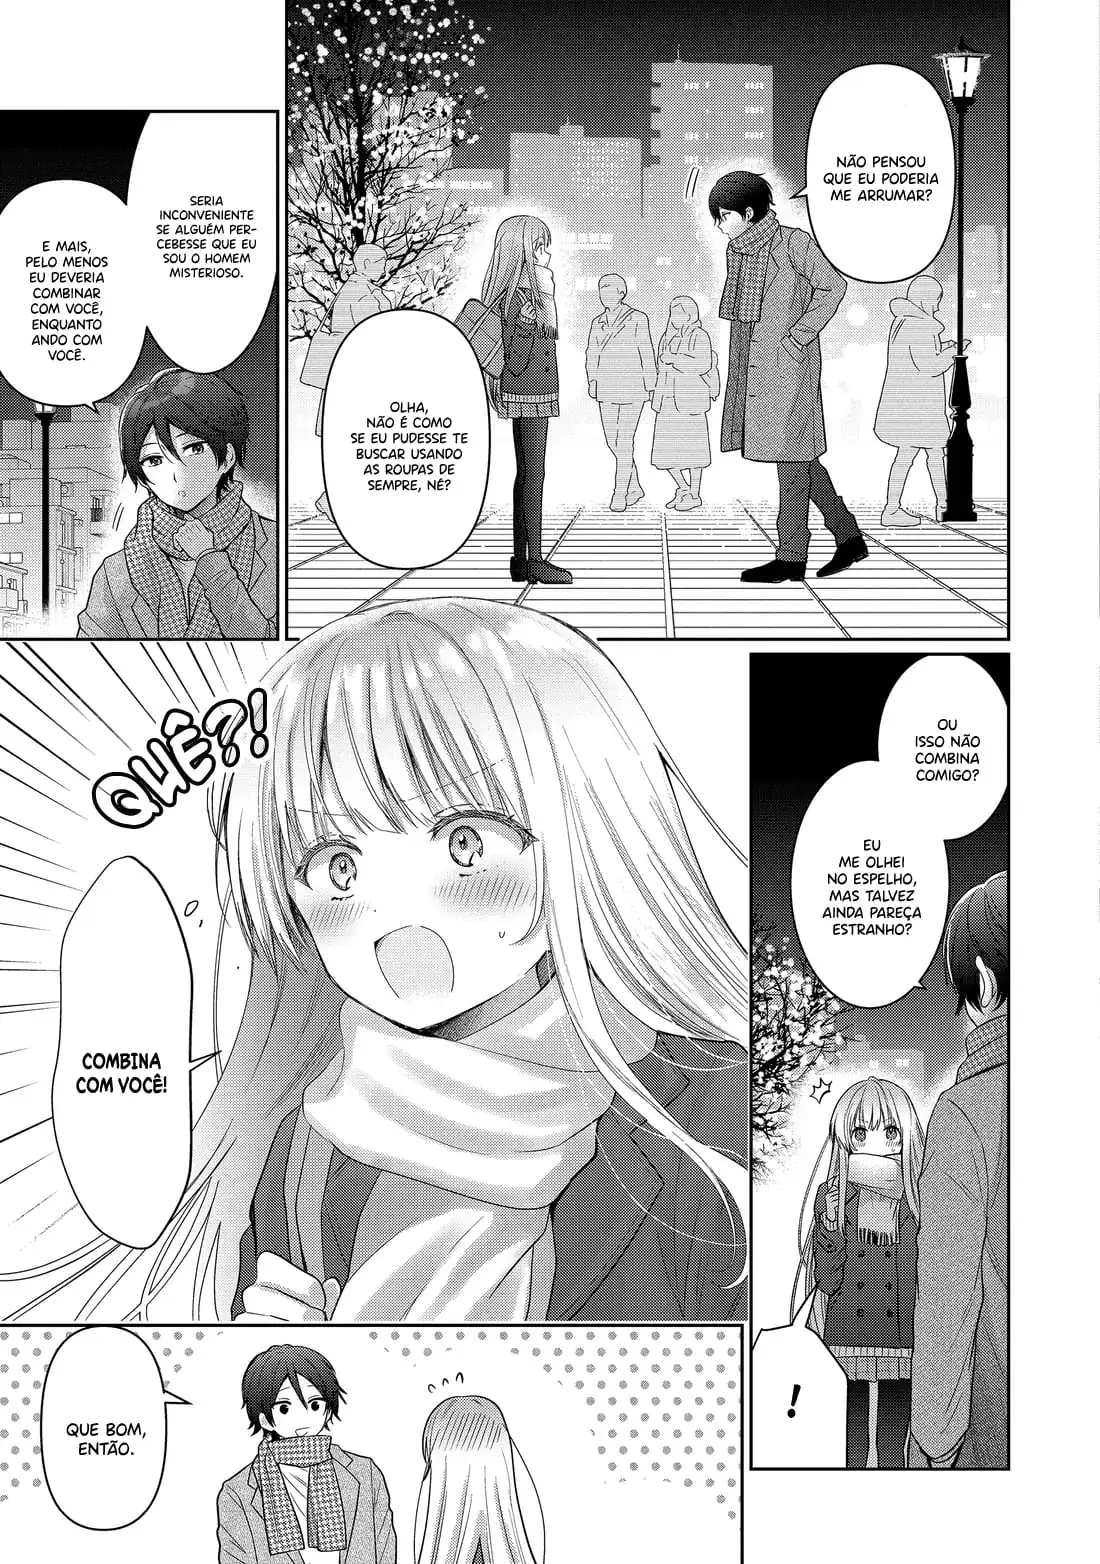 NÃO PENSOU
QUE EU PODERIA
ME ARRUMAR?
OLHA,
NÃO É COMO
SE EU PUDESSE TE
BUSCAR USANDO
AS ROUPAS DE
SEMPRE, NÉ?
SERIA
INCONVENIENTE
SE ALGUÉM PER-
CEBESSE QUE EU
SOU O HOMEM
MISTERIOSO.
E MAIS,
PELO MENOS
EU DEVERIA
COMBINAR
COM VOCÊ,
ENQUANTO
ANDO COM
VOCÊ.
OU
ISSO NÃO
COMBINA
COMIGO?
EU
ME OLHEI
NO ESPELHO,
MAS TALVEZ
AINDA PAREÇA
ESTRANHO?
!
QUÊ?!
COMBINA
COM VOCÊ!
QUE BOM,
ENTÃO.